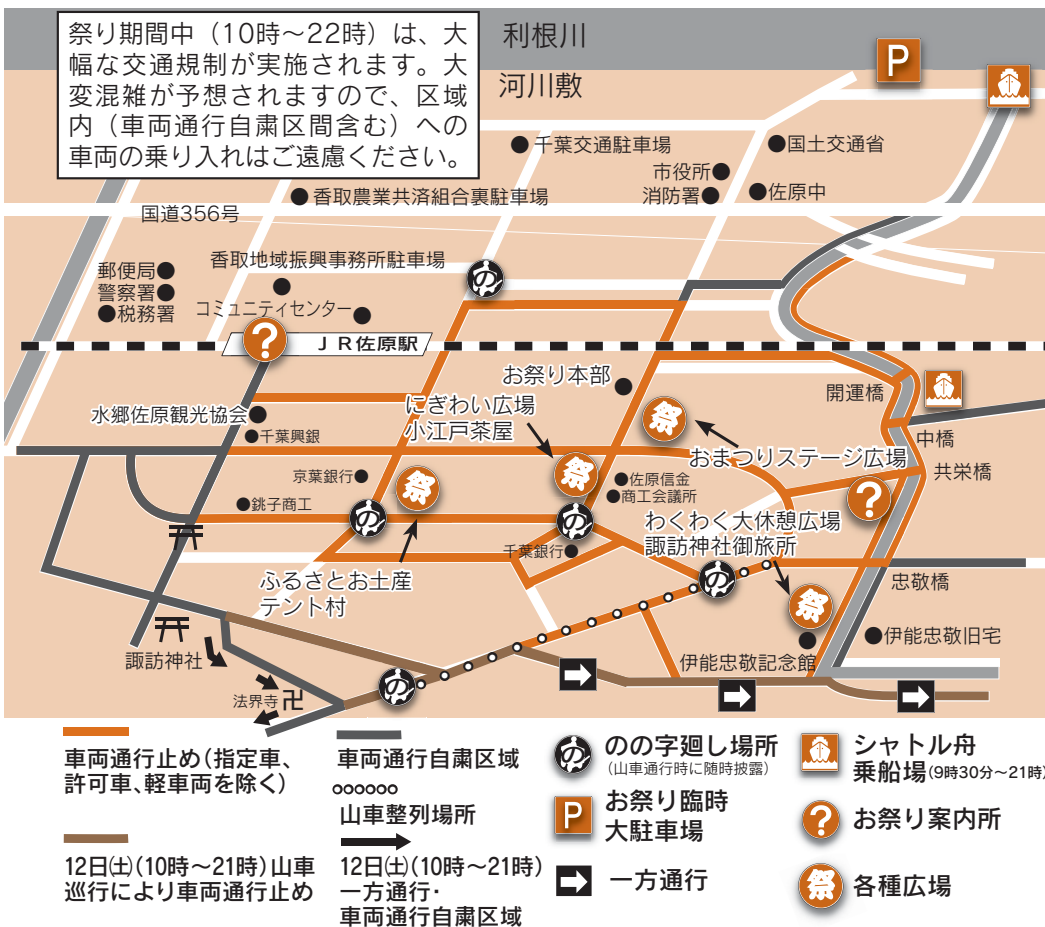 祭り期間中（10時～22時）は、大
幅な交通規制が実施されます。大
変混雑が予想されますので、区域
内（車両通行自粛区間含む）への
車両の乗り入れはご遠慮ください。
利根川
河川敷
P
千葉交通駐車場
国土交通省
市役所
消防署
佐原中
香取農業共済組合裏駐車場
国道356号
香取地域振興事務所駐車場
の
郵便局
警察署
税務署
コミュニティセンター
?
JR佐原駅
お祭り本部
開運橋
にぎわい広場
小江戸茶屋
水郷佐原観光協会
千葉興銀
祭
中橋
おまつりステージ広場
共栄橋
京葉銀行
祭
祭
佐原信金
商工会議所
?
銚子商工
の
の
わくわく大休憩広場
諏訪神社御旅所
千葉銀行
ふるさとお土産
テント村
の
忠敬橋
祭
伊能忠敬旧宅
諏訪神社
伊能忠敬記念館
法界寺
卍
の
車両通行止め（指定車、
許可車、軽車両を除く）
車両通行自粛区域
山車整列場所
12日㈯（10時～21時）山車
巡行により車両通行止め
12日㈯（10時～21時）
一方通行・
車両通行自粛区域
の
のの字廻し場所
（山車通行時に随時披露）
P
お祭り臨時
大駐車場
一方通行
シャトル舟
乗船場（9時30分～21時）
?
お祭り案内所
祭
各種広場